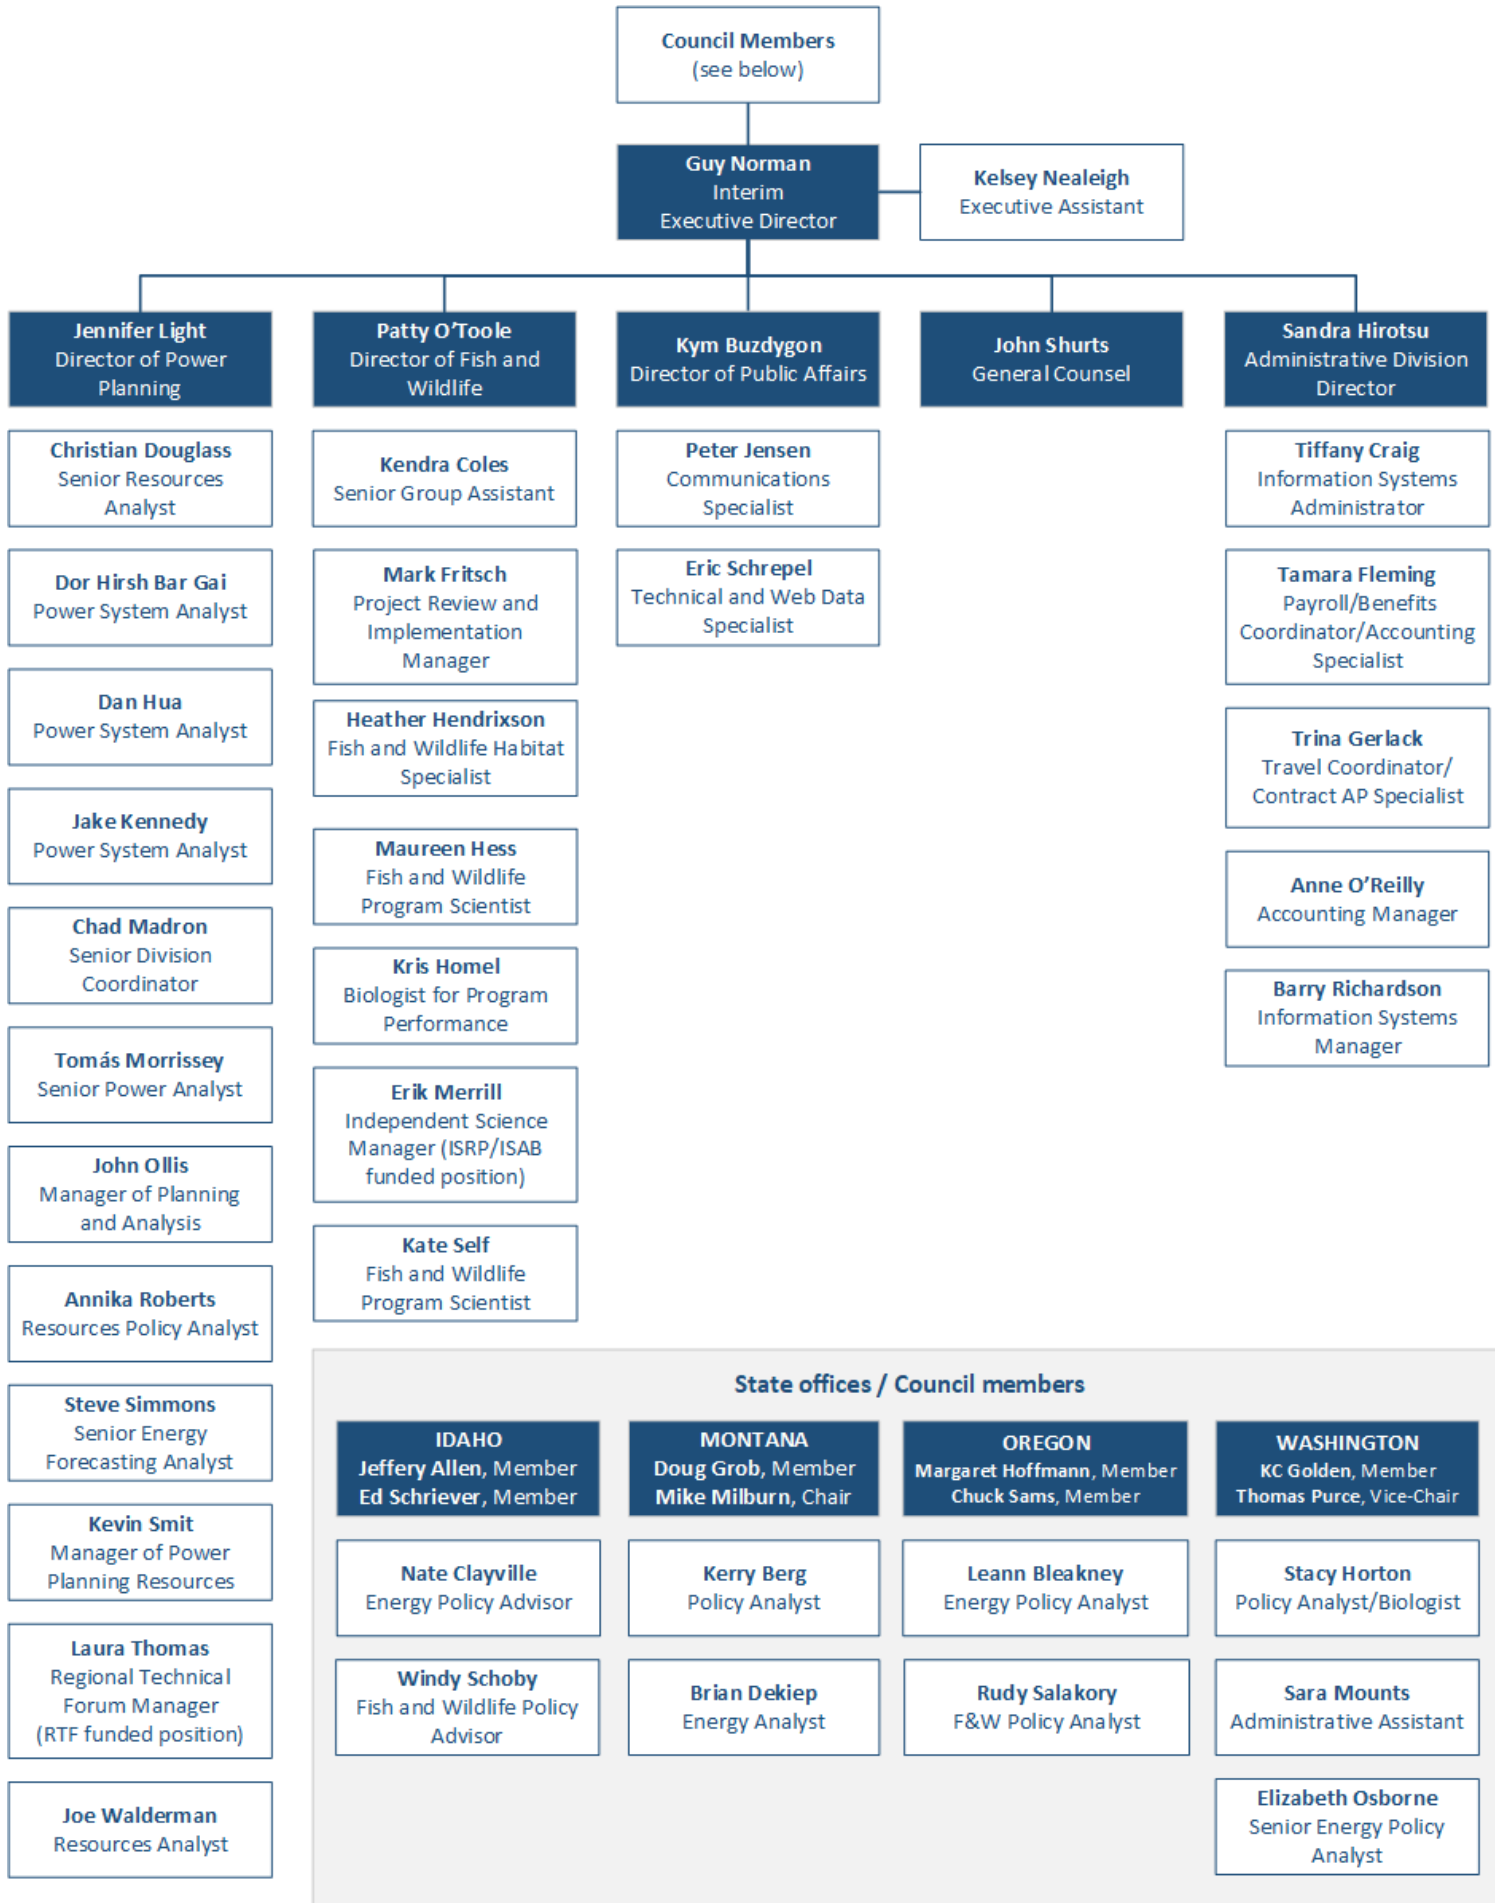 Council Members
(see below)
Guy Norman
Interim
Executive Director
Kelsey Nealeigh
Executive Assistant
Jennifer Light
Director of Power
Planning
Christian Douglass
Senior Resources
Analyst
Dor Hirsh Bar Gai
Power System Analyst
Dan Hua
Power System Analyst
Jake Kennedy
Power System Analyst
Chad Madron
Senior Division
Coordinator
Tomás Morrissey
Senior Power Analyst
John Ollis
Manager of Planning
and Analysis
Annika Roberts
Resources Policy Analyst
Steve Simmons
Senior Energy
Forecasting Analyst
Kevin Smit
Manager of Power
Planning Resources
Laura Thomas
Regional Technical
Forum Manager
(RTF funded position)
Joe Walderman
Resources Analyst
Patty O'Toole
Director of Fish and
Wildlife
Kendra Coles
Senior Group Assistant
Mark Fritsch
Project Review and
Implementation
Manager
Heather Hendrixson
Fish and Wildlife Habitat
Specialist
Maureen Hess
Fish and Wildlife
Program Scientist
Kris Homel
Biologist for Program
Performance
Erik Merrill
Independent Science
Manager (ISRP/ISAB
funded position)
Kate Self
Fish and Wildlife
Program Scientist
Kym Buzdygon
Director of Public Affairs
Peter Jensen
Communications
Specialist
Eric Schrepel
Technical and Web Data
Specialist
John Shurts
General Counsel
Sandra Hirotsu
Administrative Division
Director
Tiffany Craig
Information Systems
Administrator
Tamara Fleming
Payroll/Benefits
Coordinator/Accounting
Specialist
Trina Gerlack
Travel Coordinator/
Contract AP Specialist
Anne O'Reilly
Accounting Manager
Barry Richardson
Information Systems
Manager
State offices / Council members
IDAHO
Jeffery Allen, Member
Ed Schriever, Member
Nate Clayville
Energy Policy Advisor
Windy Schoby
Fish and Wildlife Policy
Advisor
MONTANA
Doug Grob, Member
Mike Milburn, Chair
Kerry Berg
Policy Analyst
Brian Dekiep
Energy Analyst
OREGON
Margaret Hoffmann, Member
Chuck Sams, Member
Leann Bleakney
Energy Policy Analyst
Rudy Salakory
F&W Policy Analyst
WASHINGTON
KC Golden, Member
Thomas Purce, Vice-Chair
Stacy Horton
Policy Analyst/Biologist
Sara Mounts
Administrative Assistant
Elizabeth Osborne
Senior Energy Policy
Analyst